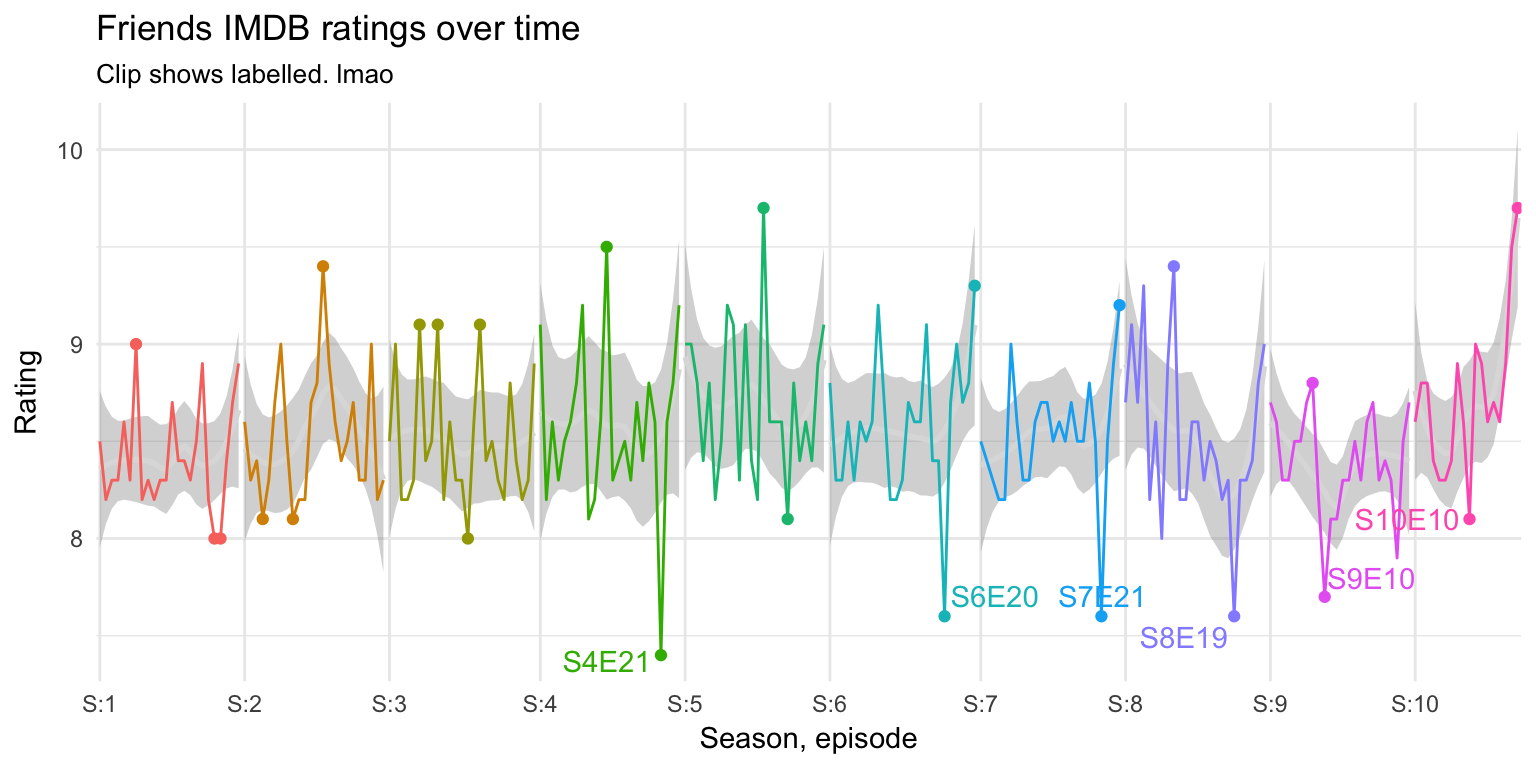 Friends IMDB ratings over time
Clip shows labelled. lmao
10
9
8
Rating
S4E21
S6E20
S7E21
S8E19
S9E10
S10E10
S:1 S:2 S:3 S:4 S:5 S:6 S:7 S:8 S:9 S:10
Season, episode